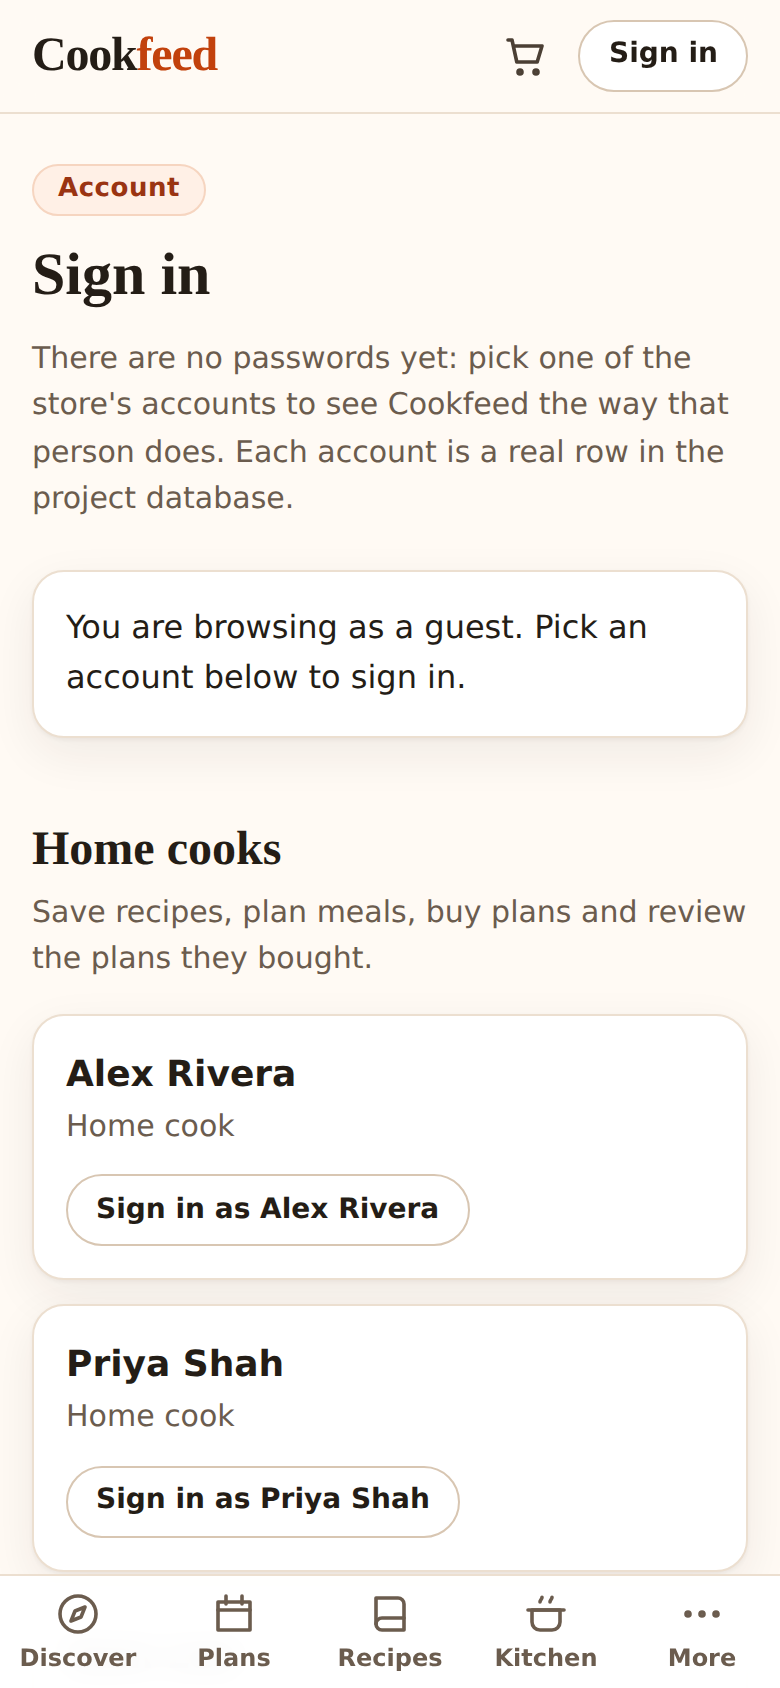 Cookfeed
Sign in
Account
Sign in
There are no passwords yet: pick one of the
store's accounts to see Cookfeed the way that
person does. Each account is a real row in the
project database.
You are browsing as a guest. Pick an
account below to sign in.
Home cooks
Save recipes, plan meals, buy plans and review
the plans they bought.
Alex Rivera
Home cook
Sign in as Alex Rivera
Priya Shah
Home cook
Sign in as Priya Shah
Discover Plans Recipes Kitchen More